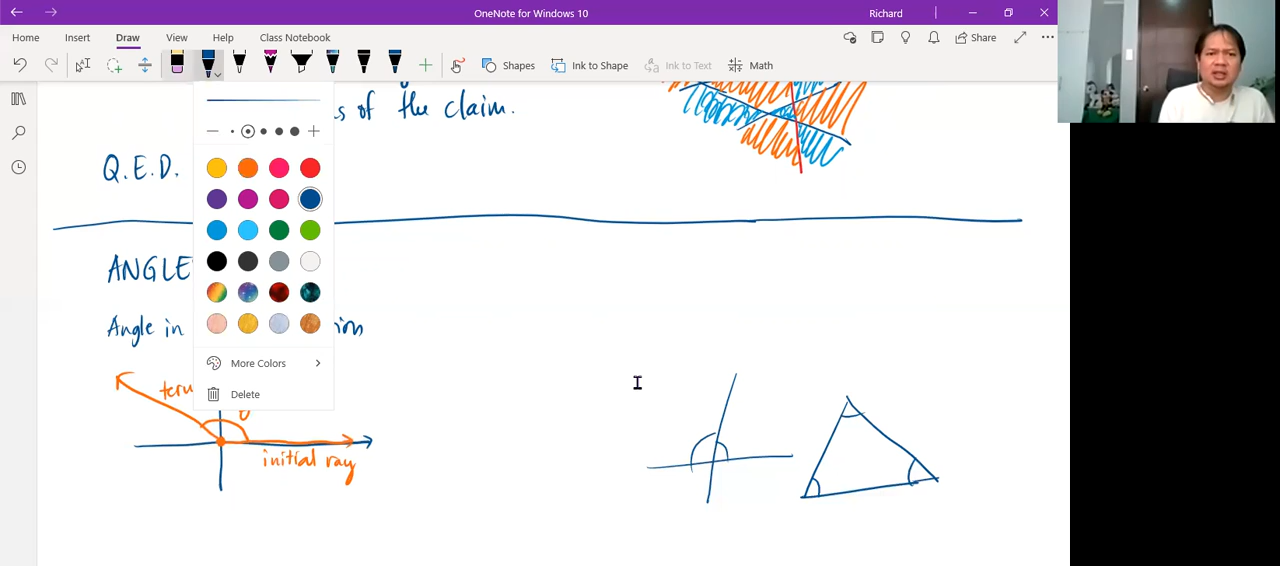 OneNote for Windows 10
Richard
Home Insert Draw View Help Class Notebook
Share
Shapes Ink to Shape Ink to Text Math
of the claim.
Q.E.D.
ANGLE
Angle in
More Colors
Delete
initial ray